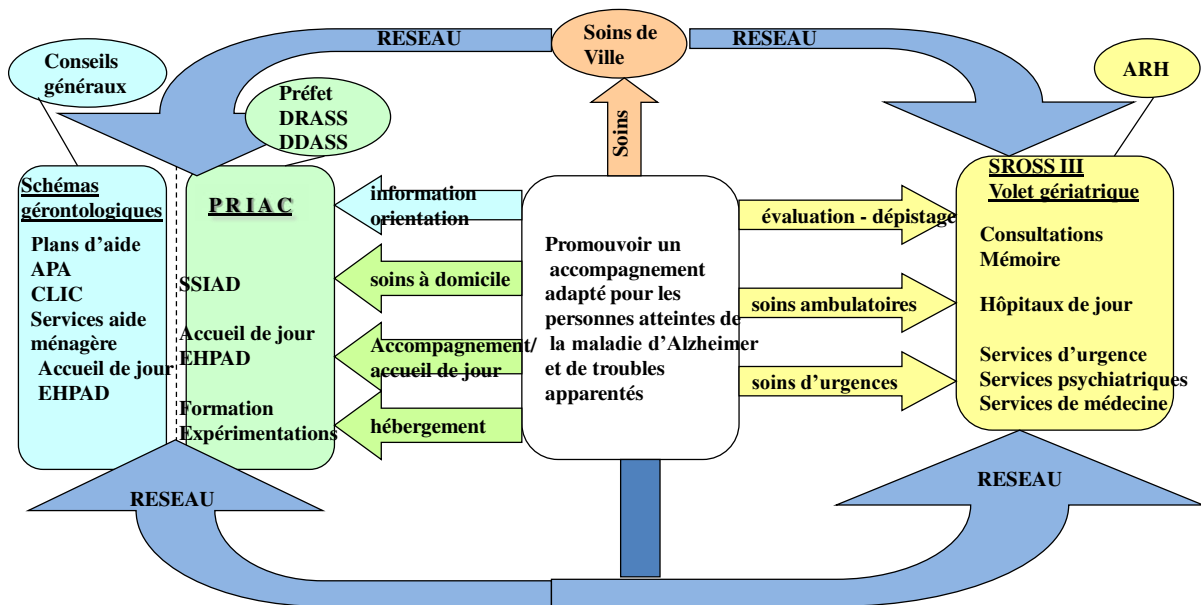 RESEAU
Soins de
Ville
RESEAU
Conseils
généraux
Préfet
DRASS
DDASS
ARH
Soins
Schémas
gérontologiques
Plans d'aide
APA
CLIC
Services aide
ménagère
Accueil de jour
EHPAD
P R I A C
SSIAD
Accueil de jour
EHPAD
Formation
Expérimentations
information
orientation
soins à domicile
Accompagnement/
accueil de jour
hébergement
Promouvoir un
accompagnement
adapté pour les
personnes atteintes de
la maladie d'Alzheimer
et de troubles
apparentés
évaluation - dépistage
soins ambulatoires
soins d'urgences
SROSS III
Volet gériatrique
Consultations
Mémoire
Hôpitaux de jour
Services d'urgence
Services psychiatriques
Services de médecine
RESEAU
RESEAU